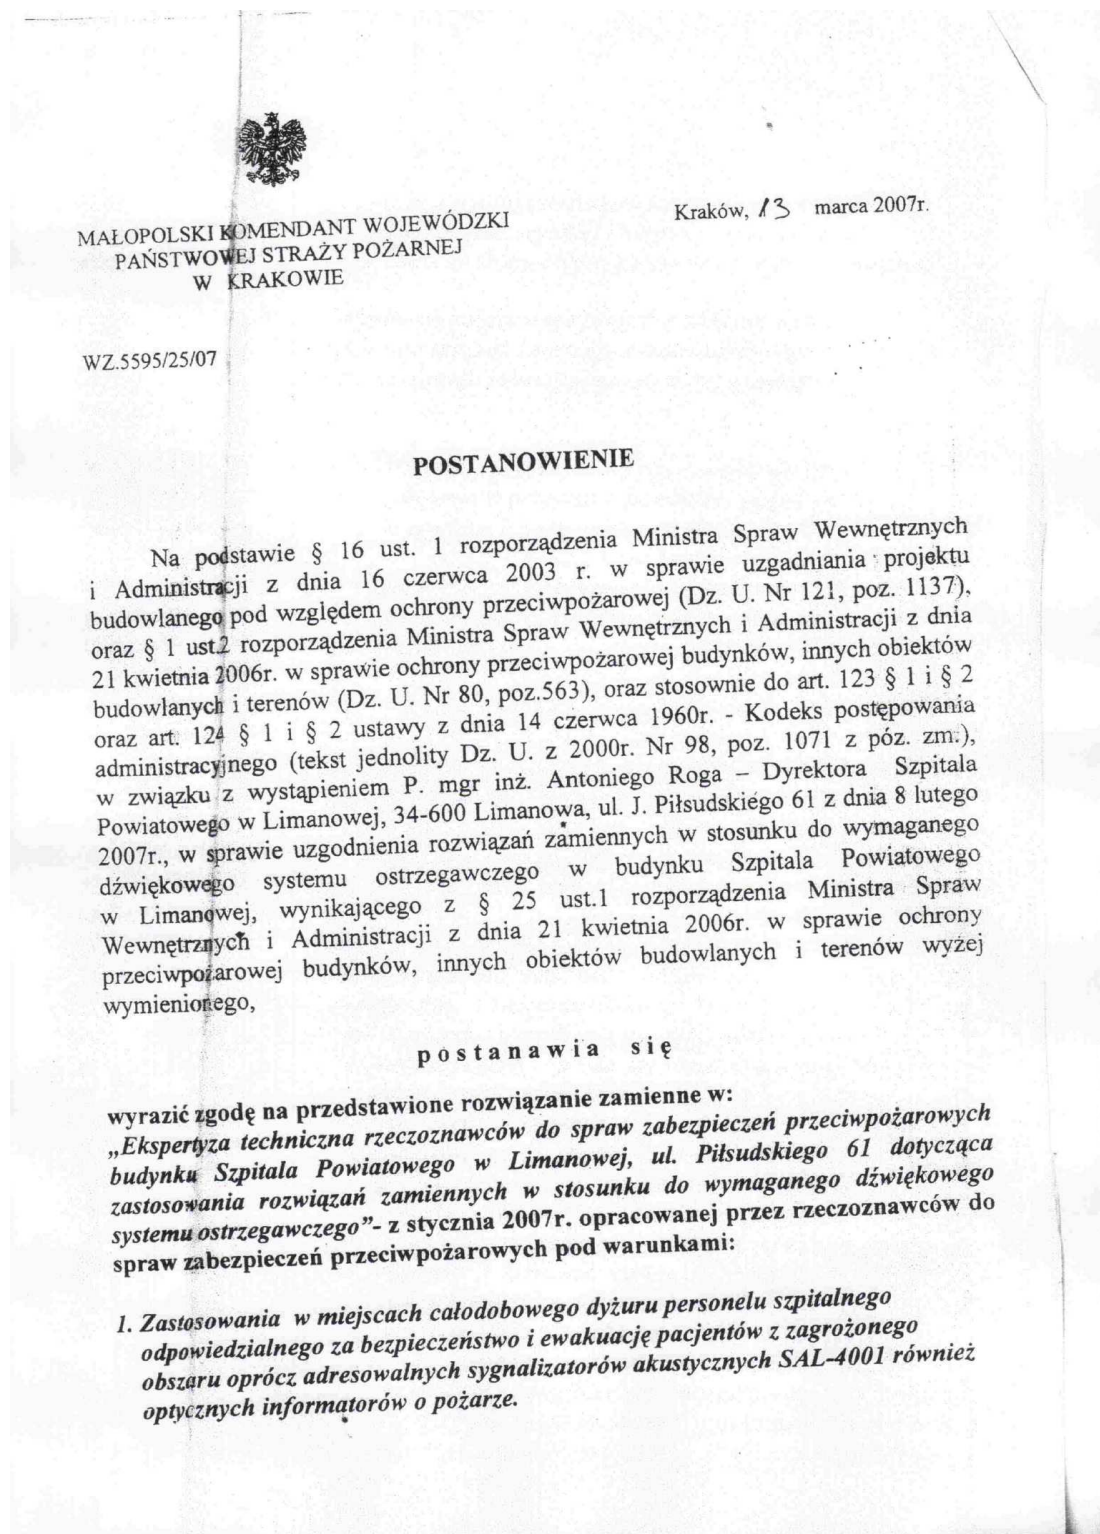 Kraków, 13 marca 2007r.
MAŁOPOLSKI KOMENDANT WOJEWÓDZKI
PAŃSTWOWEJ STRAŻY POŻARNEJ
W KRAKOWIE
WZ.5595/25/07
POSTANOWIENIE
Na podstawie § 16 ust. 1 rozporządzenia Ministra Spraw Wewnętrznych
i Administracji z dnia 16 czerwca 2003 r. w sprawie uzgadniania projektu
budowlanego pod względem ochrony przeciwpożarowej (Dz. U. Nr 121, poz. 1137),
oraz § 1 ust.2 rozporządzenia Ministra Spraw Wewnętrznych i Administracji z dnia
21 kwietnia 2006r. w sprawie ochrony przeciwpożarowej budynków, innych obiektów
budowlanych i terenów (Dz. U. Nr 80, poz.563), oraz stosownie do art. 123 § 1 i § 2
oraz art. 124 § 1 i § 2 ustawy z dnia 14 czerwca 1960r. - Kodeks postępowania
administracyjnego (tekst jednolity Dz. U. z 2000r. Nr 98, poz. 1071 z póz. zm.),
w związku z wystąpieniem P. mgr inż. Antoniego Roga – Dyrektora Szpitala
Powiatowego w Limanowej, 34-600 Limanowa, ul. J. Piłsudskiego 61 z dnia 8 lutego
2007r., w sprawie uzgodnienia rozwiązań zamiennych w stosunku do wymaganego
dźwiękowego systemu ostrzegawczego w budynku Szpitala Powiatowego
w Limanowej, wynikającego z § 25 ust.1 rozporządzenia Ministra Spraw
Wewnętrznych i Administracji z dnia 21 kwietnia 2006r. w sprawie ochrony
przeciwpożarowej budynków, innych obiektów budowlanych i terenów wyżej
wymienionego,
postanawia się
wyrazić zgodę na przedstawione rozwiązanie zamienne w:
„Ekspertyza techniczna rzeczoznawców do spraw zabezpieczeń przeciwpożarowych
budynku Szpitala Powiatowego w Limanowej, ul. Piłsudskiego 61 dotycząca
zastosowania rozwiązań zamiennych w stosunku do wymaganego dźwiękowego
systemu ostrzegawczego”- z stycznia 2007r. opracowanej przez rzeczoznawców do
spraw zabezpieczeń przeciwpożarowych pod warunkami:
1. Zastosowania w miejscach całodobowego dyżuru personelu szpitalnego
odpowiedzialnego za bezpieczeństwo i ewakuację pacjentów z zagrożonego
obszaru oprócz adresowalnych sygnalizatorów akustycznych SAL-4001 również
optycznych informatorów o pożarze.